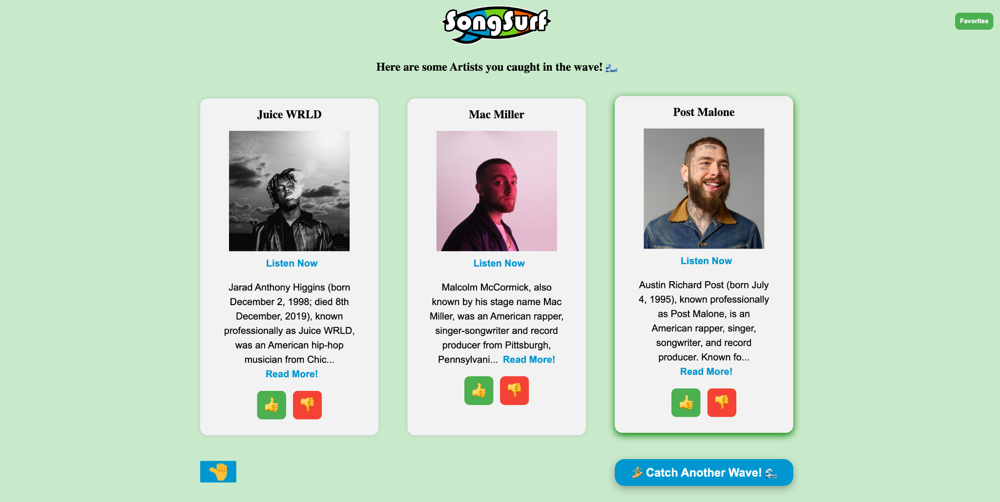 SongSurf
Favorites
Here are some Artists you caught in the wave! 🌊
Juice WRLD
Listen Now
Jarad Anthony Higgins (born
December 2, 1998; died 8th
December, 2019), known
professionally as Juice WRLD,
was an American hip-hop
musician from Chic...
Read More!
👍 👎
Mac Miller
Listen Now
Malcolm McCormick, also
known by his stage name Mac
Miller, was an American rapper,
singer-songwriter and record
producer from Pittsburgh,
Pennsylvani... Read More!
👍 👎
Post Malone
Listen Now
Austin Richard Post (born July
4, 1995), known professionally
as Post Malone, is an
American rapper, singer,
songwriter, and record
producer. Known fo...
Read More!
👍 👎
🏄 Catch Another Wave! 🌊